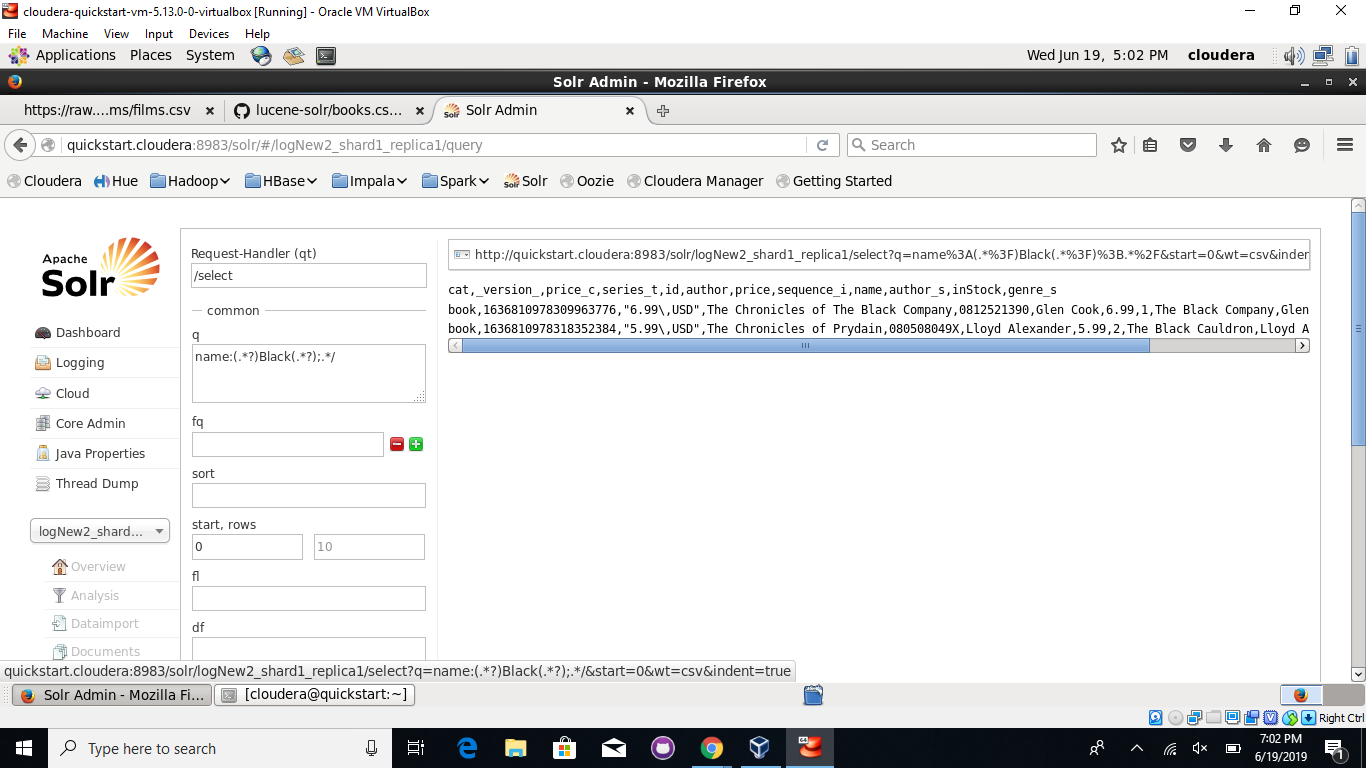 cloudera-quickstart-vm-5.13.0-0-virtualbox [Running] - Oracle VM VirtualBox
File Machine View Input Devices Help
Applications Places System Wed Jun 19, 5:02 PM cloudera
Solr Admin - Mozilla Firefox
https://raw....ms/films.csv lucene-solr/books.cs... Solr Admin
quickstart.cloudera:8983/solr/#/logNew2_shard1_replica1/query Search
Cloudera Hue Hadoop HBase Impala Spark Solr Oozie Cloudera Manager Getting Started
Apache
Solr
Dashboard
Logging
Cloud
Core Admin
Java Properties
Thread Dump
logNew2_shard...
Overview
Analysis
Dataimport
Documents
Request-Handler (qt)
/select
common
q
name:(.*?)Black(.*?);.*/
fq
sort
start, rows
0 10
fl
df
http://quickstart.cloudera:8983/solr/logNew2_shard1_replica1/select?q=name%3A(.*%3F)Black(.*%3F)%3B.*%2F&start=0&wt=csv&inden
cat,_version_,price_c,series_t,id,author,price,sequence_i,name,author_s,inStock,genre_s
book,1636810978309963776,"6.99\,USD",The Chronicles of The Black Company,0812521390,Glen Cook,6.99,1,The Black Company,Glen
book,1636810978318352384,"5.99\,USD",The Chronicles of Prydain,080508049X,Lloyd Alexander,5.99,2,The Black Cauldron,Lloyd A
quickstart.cloudera:8983/solr/logNew2_shard1_replica1/select?q=name:(.*?)Black(.*?);.*/&start=0&wt=csv&indent=true
Solr Admin - Mozilla Fi... [cloudera@quickstart:~]
Right Ctrl
Type here to search
7:02 PM
6/19/2019
1